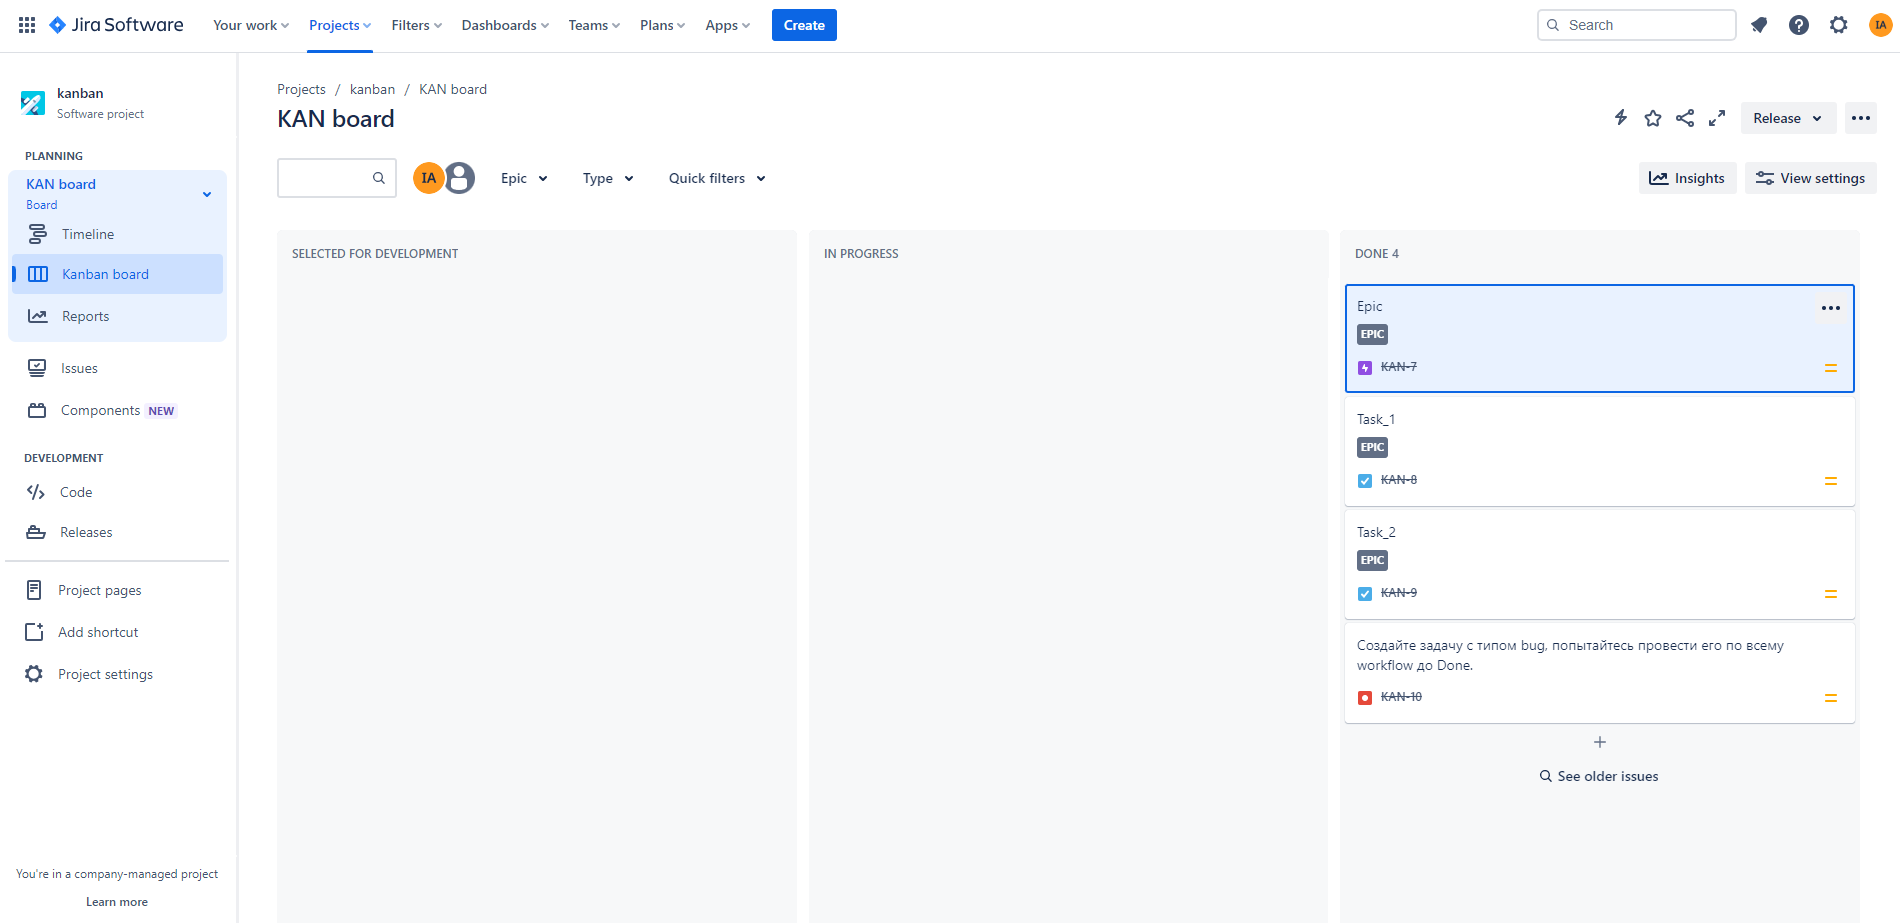 Jira Software
Your work
Projects
Filters
Dashboards
Teams
Plans
Apps
Create
Search
IA
kanban
Software project
PLANNING
KAN board
Board
Timeline
Kanban board
Reports
Issues
Components NEW
DEVELOPMENT
Code
Releases
Project pages
Add shortcut
Project settings
You're in a company-managed project
Learn more
Projects / kanban / KAN board
KAN board
Release
IA
Epic
Type
Quick filters
Insights
View settings
SELECTED FOR DEVELOPMENT
IN PROGRESS
DONE 4
Epic
EPIC
KAN-7
Task_1
EPIC
KAN-8
Task_2
EPIC
KAN-9
Создайте задачу с типом bug, попытайтесь провести его по всему
workflow до Done.
KAN-10
See older issues